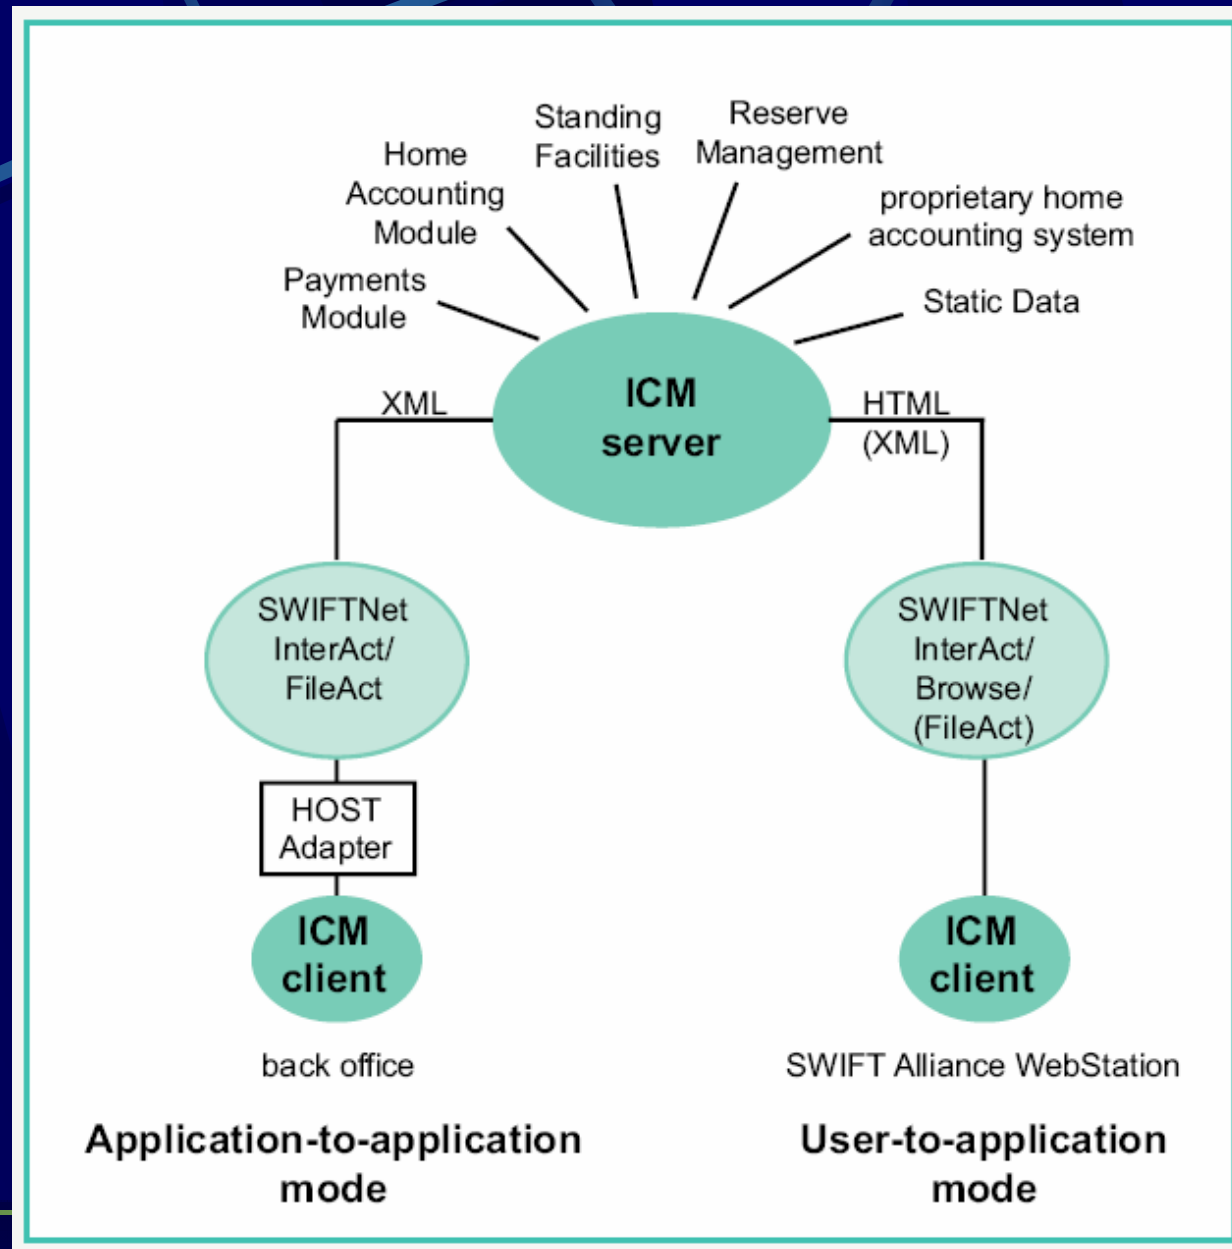 Standing
Facilities
Reserve
Management
Home
Accounting
Module
proprietary home
accounting system
Payments
Module
Static Data
ICM
server
XML
HTML
(XML)
SWIFTNet
InterAct/
FileAct
SWIFTNet
InterAct/
Browse/
(FileAct)
HOST
Adapter
ICM
client
ICM
client
back office
SWIFT Alliance WebStation
Application-to-application
mode
User-to-application
mode